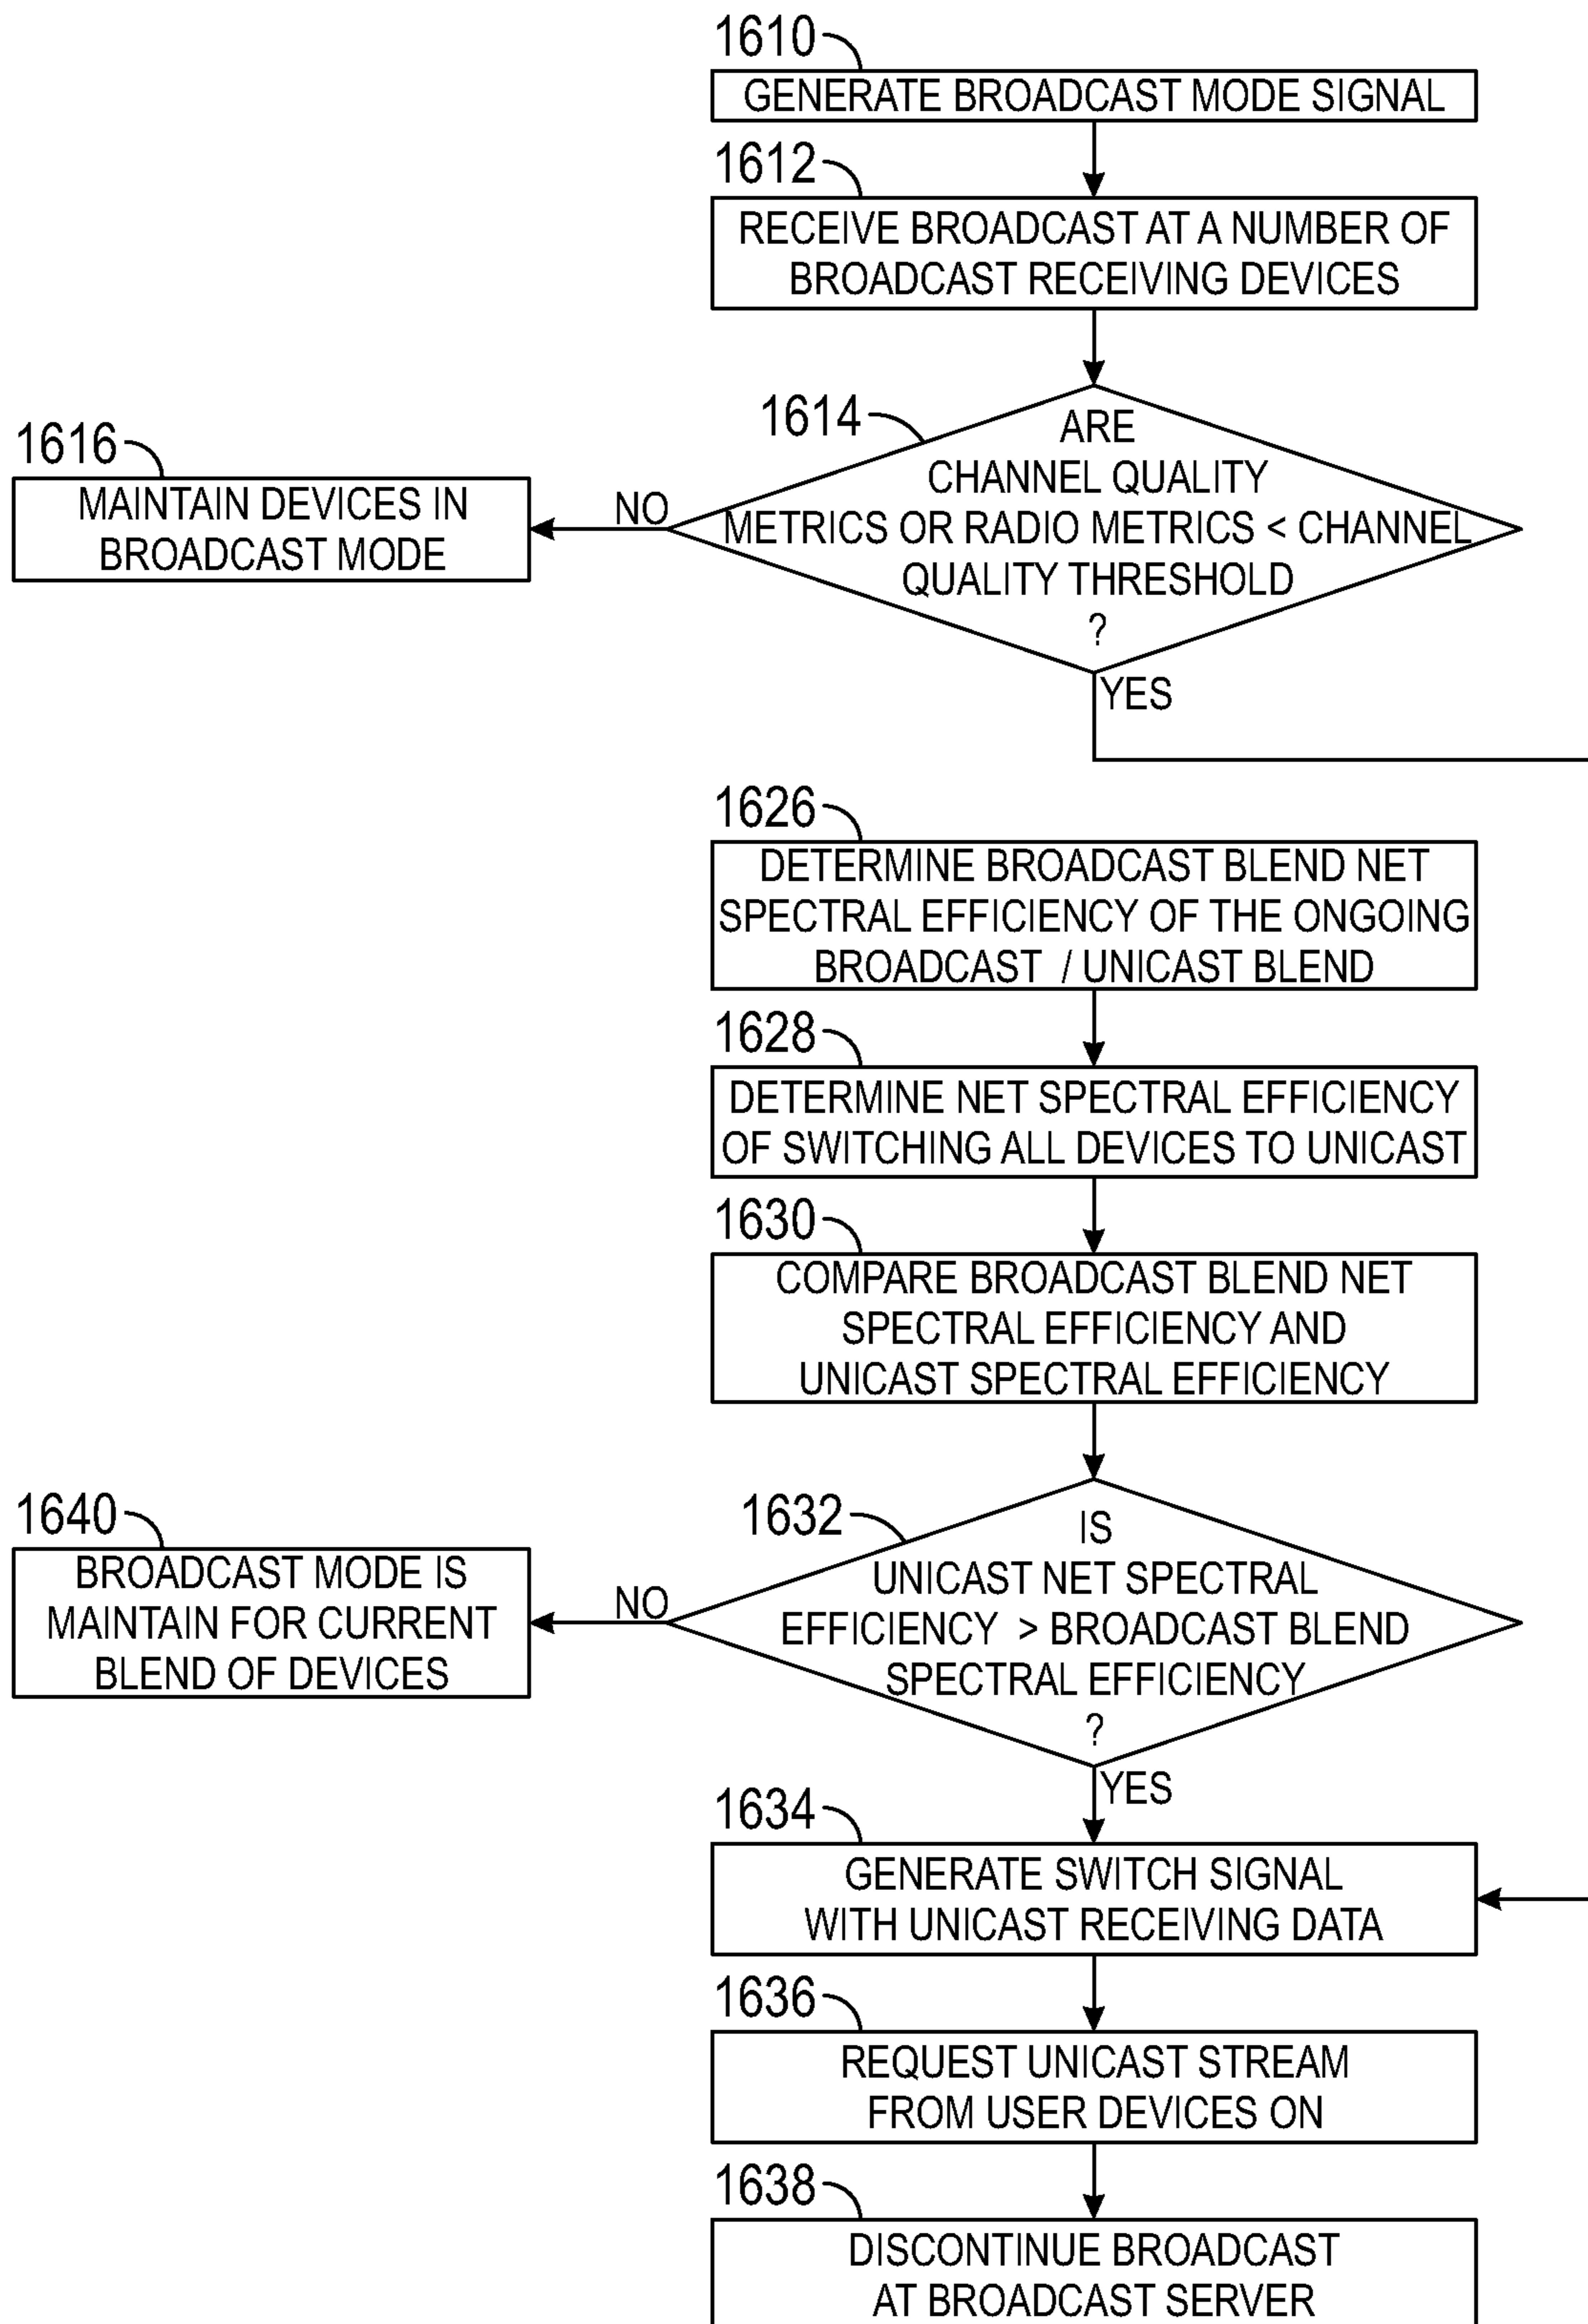 1610
GENERATE BROADCAST MODE SIGNAL
1612
RECEIVE BROADCAST AT A NUMBER OF
BROADCAST RECEIVING DEVICES
1614
ARE
CHANNEL QUALITY
METRICS OR RADIO METRICS < CHANNEL
QUALITY THRESHOLD
?
NO
1616
MAINTAIN DEVICES IN
BROADCAST MODE
YES
1626
DETERMINE BROADCAST BLEND NET
SPECTRAL EFFICIENCY OF THE ONGOING
BROADCAST / UNICAST BLEND
1628
DETERMINE NET SPECTRAL EFFICIENCY
OF SWITCHING ALL DEVICES TO UNICAST
1630
COMPARE BROADCAST BLEND NET
SPECTRAL EFFICIENCY AND
UNICAST SPECTRAL EFFICIENCY
1632
IS
UNICAST NET SPECTRAL
EFFICIENCY > BROADCAST BLEND
SPECTRAL EFFICIENCY
?
NO
1640
BROADCAST MODE IS
MAINTAIN FOR CURRENT
BLEND OF DEVICES
YES
1634
GENERATE SWITCH SIGNAL
WITH UNICAST RECEIVING DATA
1636
REQUEST UNICAST STREAM
FROM USER DEVICES ON
1638
DISCONTINUE BROADCAST
AT BROADCAST SERVER